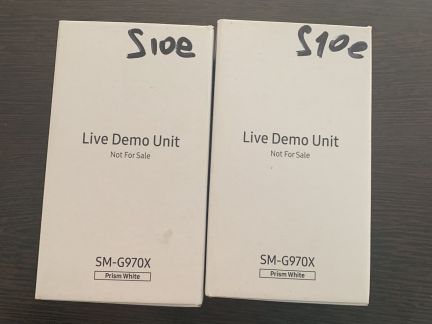 S10e
Live Demo Unit
Not For Sale
SM-G970X
Prism White
S10e
Live Demo Unit
Not For Sale
SM-G970X
Prism White